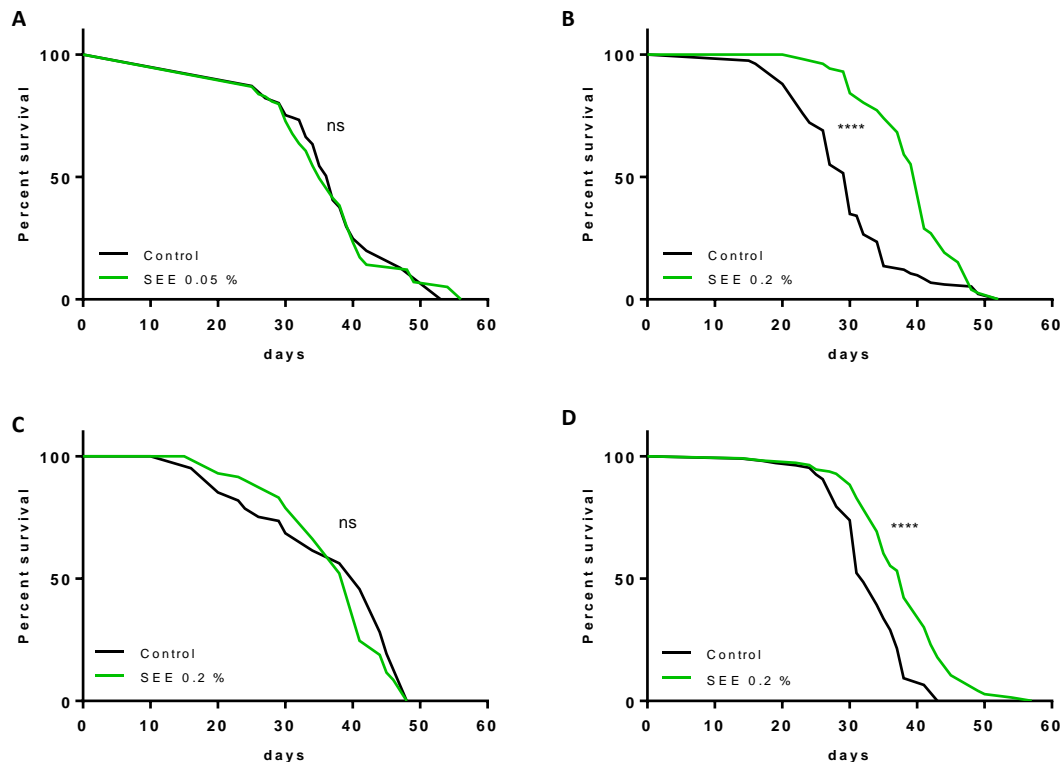 A
Percent survival
100
50
0
ns
Control
SEE 0.05 %
0 10 20 30 40 50 60
days
B
Percent survival
100
50
0
****
Control
SEE 0.2 %
0 10 20 30 40 50 60
days
C
Percent survival
100
50
0
ns
Control
SEE 0.2 %
0 10 20 30 40 50 60
days
D
Percent survival
100
50
0
****
Control
SEE 0.2 %
0 10 20 30 40 50 60
days